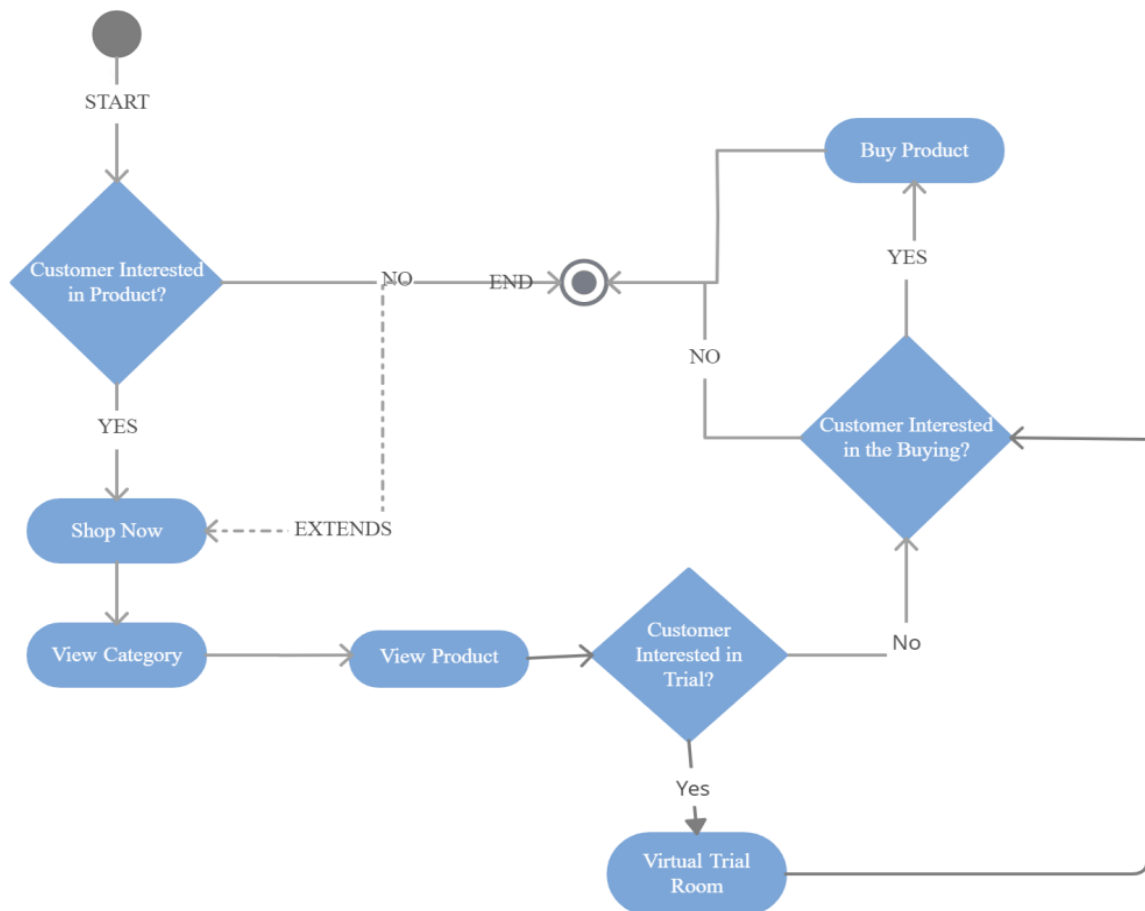 START
Buy Product
YES
Customer Interested
in Product?
NO
END
NO
YES
Customer Interested
in the Buying?
Shop Now
EXTENDS
View Category
View Product
Customer
Interested in
Trial?
No
Yes
Virtual Trial
Room